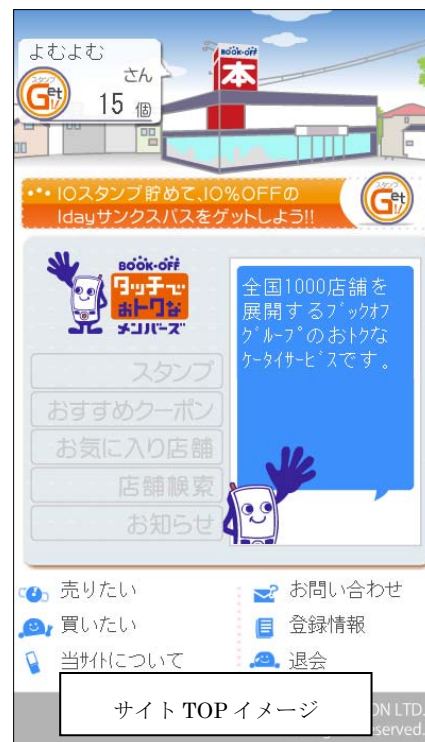 よむよむ
さん
スタンプ
Get
!!
15 個
BOOK-OFF
本
10スタンプ貯めて、10%OFFの
1dayサンクスパスをゲットしよう!!
スタンプ
Get
!!
BOOK-OFF
タッチで
おトクな
メンバーズ
全国1000店舗を
展開するﾌﾞｯｸｵﾌ
ｸﾞﾙｰﾌﾟのおトクな
ｹｰﾀｲｻｰﾋﾞｽです。
スタンプ
おすすめクーポン
お気に入り店舗
店舗検索
お知らせ
売りたい
お問い合わせ
買いたい
登録情報
当ｻｲﾄについて
退会
サイト TOP イメージ
ON LTD.
served.